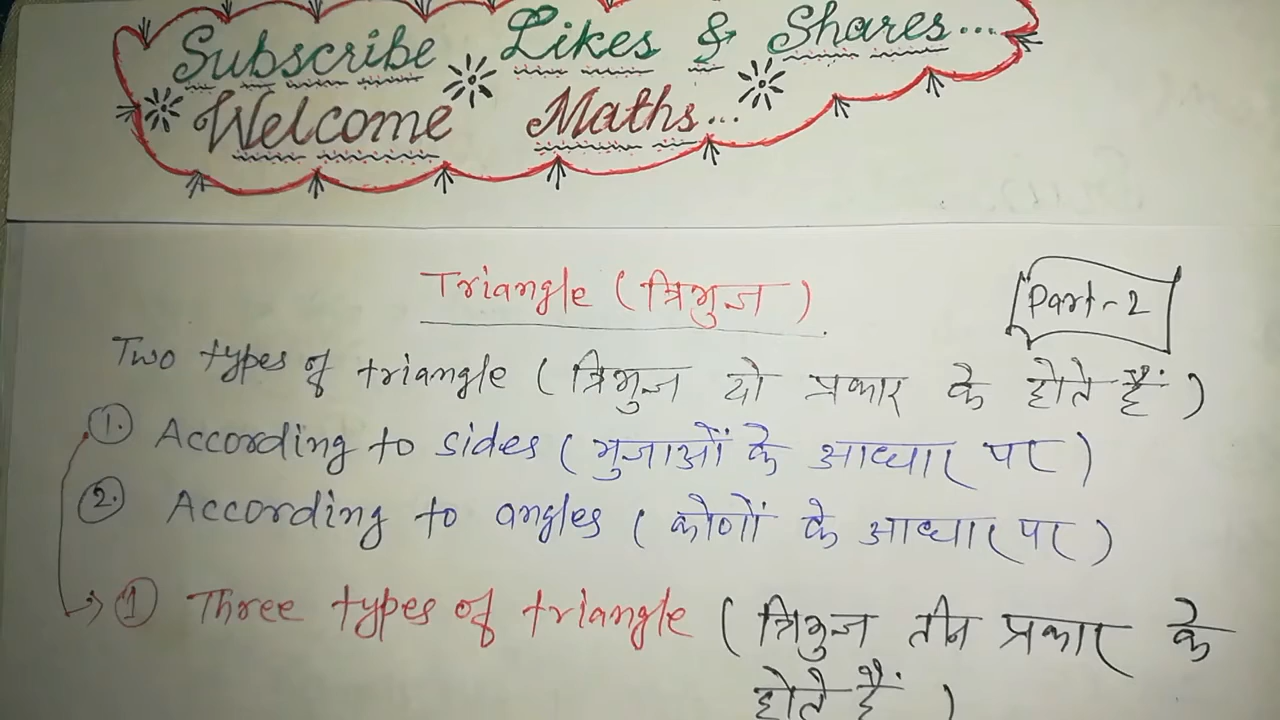 Subscribe Likes & Shares...
Welcome Maths...
Triangle (त्रिभुज).
Part-2
Two types of triangle (त्रिभुज दो प्रकार के होते हैं)
1. According to sides (भुजाओं के आधार पर)
2. According to angles (कोणों के आधार पर)
→ 1 Three types of triangle (त्रिभुज तीन प्रकार के
होते हैं )